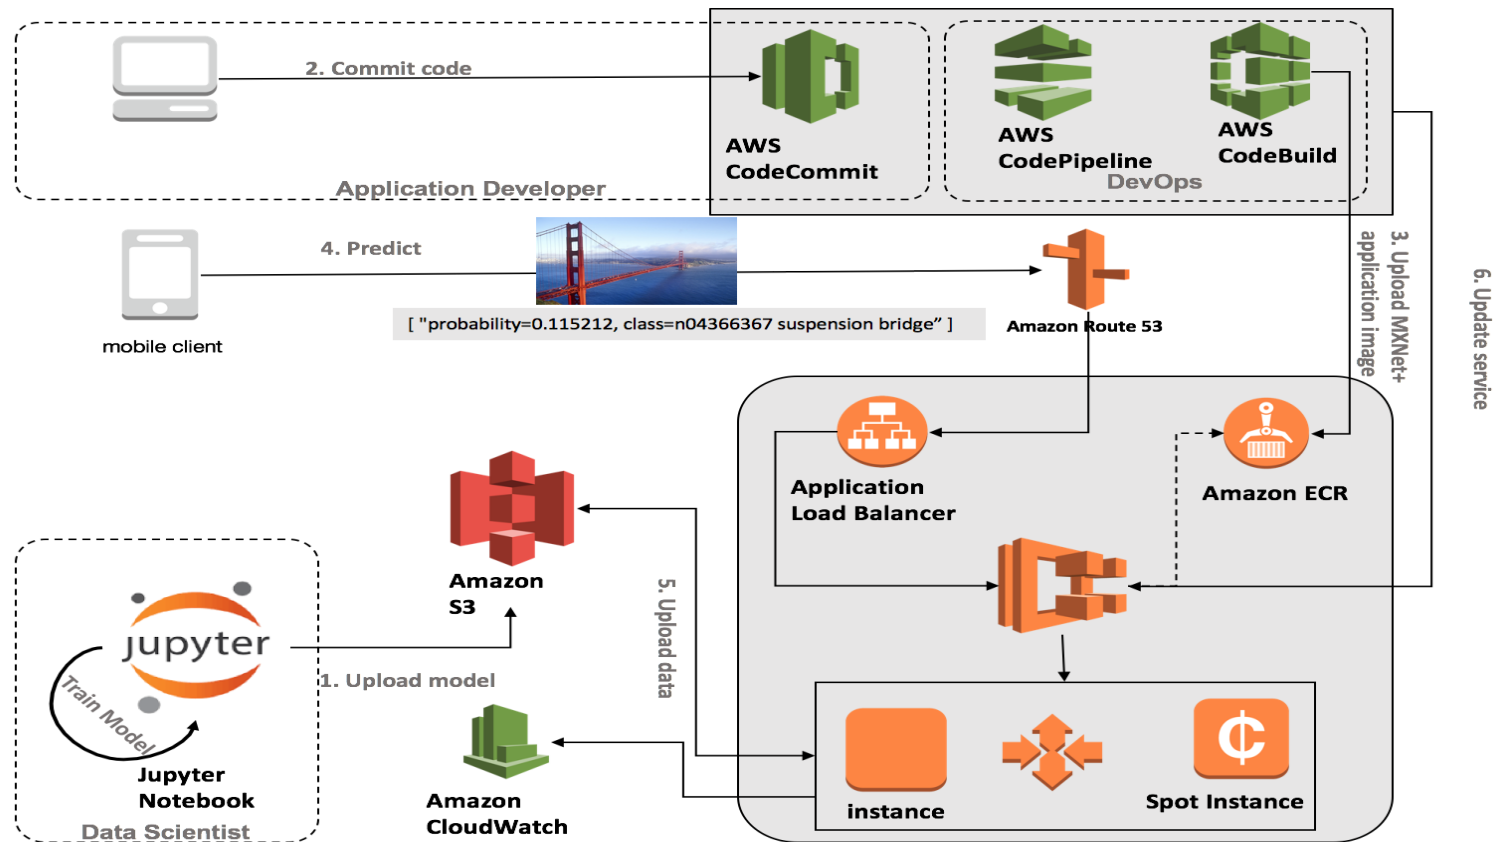 2. Commit code
AWS
CodeCommit
AWS
CodePipeline
AWS
CodeBuild
Application Developer
DevOps
4. Predict
[ "probability=0.115212, class=n04366367 suspension bridge” ]
mobile client
Amazon Route 53
3. Upload MXNet+
application image
6. Update service
Application
Load Balancer
Amazon ECR
Amazon
S3
5. Upload data
jupyter
Train Model
1. Upload model
Jupyter
Notebook
Data Scientist
Amazon
CloudWatch
instance
¢
Spot Instance